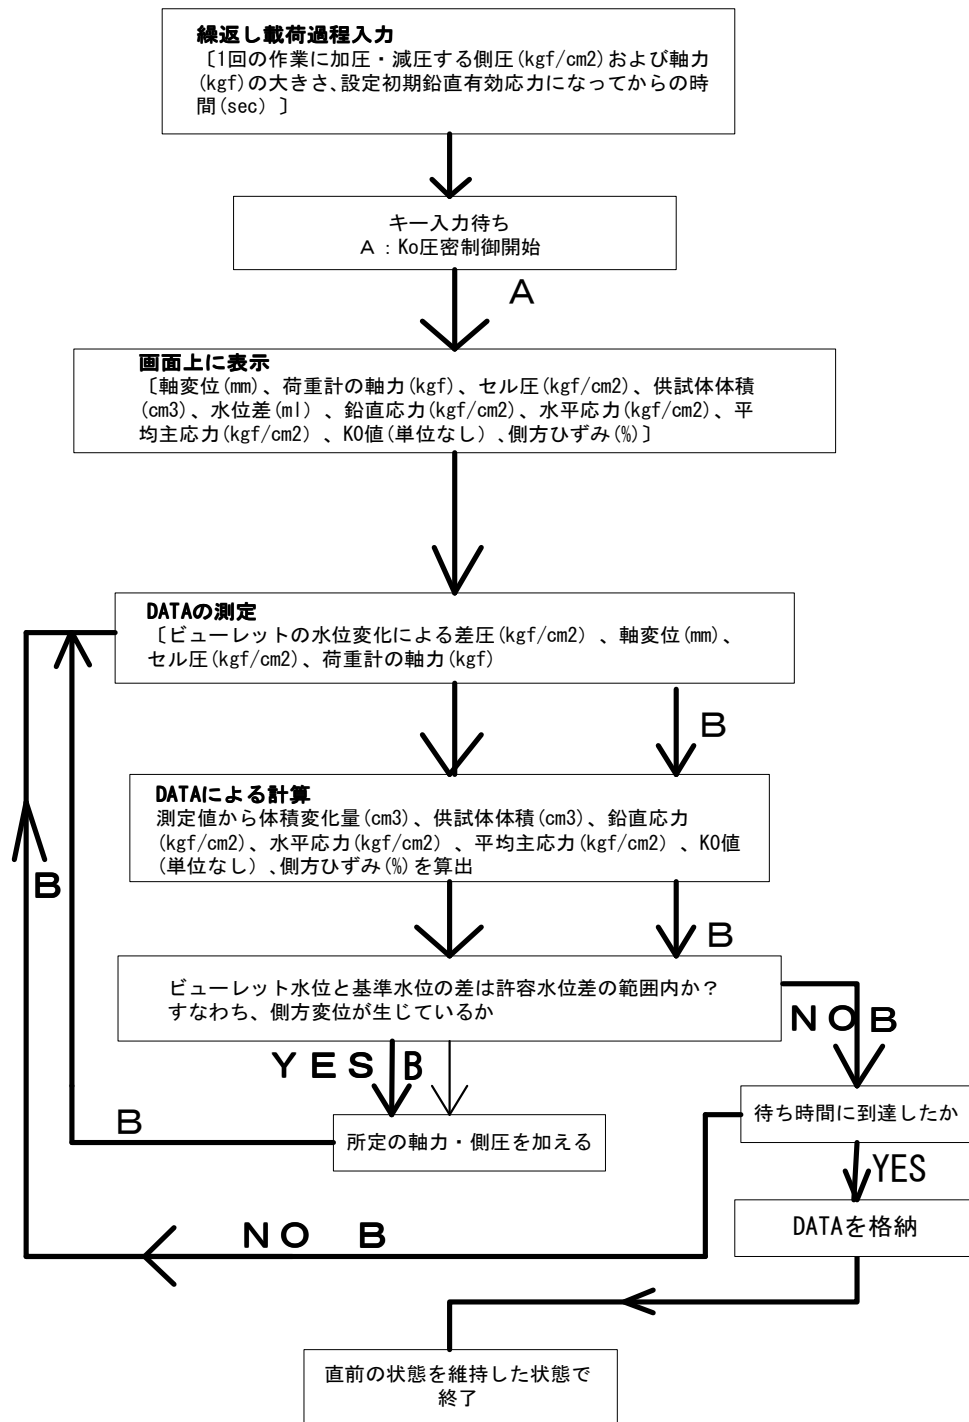 繰返し載荷過程入力
〔1回の作業に加圧・減圧する側圧(kgf/cm2)および軸力
(kgf)の大きさ、設定初期鉛直有効応力になってからの時
間(sec) 〕
キー入力待ち
A : Ko圧密制御開始
A
画面上に表示
〔軸変位(mm)、荷重計の軸力(kgf)、セル圧(kgf/cm2)、供試体体積
(cm3)、水位差(ml) 、鉛直応力(kgf/cm2)、水平応力(kgf/cm2)、平
均主応力(kgf/cm2) 、K0値(単位なし) 、側方ひずみ(%)〕
DATAの測定
〔ビューレットの水位変化による差圧(kgf/cm2) 、軸変位(mm)、
セル圧(kgf/cm2)、荷重計の軸力(kgf)
B
DATAによる計算
測定値から体積変化量(cm3)、供試体体積(cm3)、鉛直応力
(kgf/cm2)、水平応力(kgf/cm2) 、平均主応力(kgf/cm2) 、K0値
(単位なし) 、側方ひずみ(%)を算出
B
B
ビューレット水位と基準水位の差は許容水位差の範囲内か？
すなわち、側方変位が生じているか
NO B
YES B
待ち時間に到達したか
B
所定の軸力・側圧を加える
YES
DATAを格納
NO B
直前の状態を維持した状態で
終了